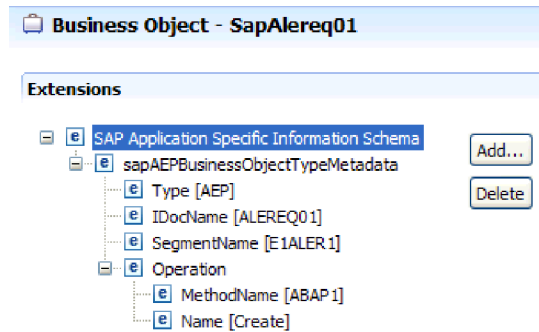 Business Object - SapAlereq01
Extensions
SAP Application Specific Information Schema
Add...
sapAEPBusinessObjectTypeMetadata
Type [AEP]
Delete
IDocName [ALEREQ01]
SegmentName [E1ALER1]
Operation
MethodName [ABAP1]
Name [Create]